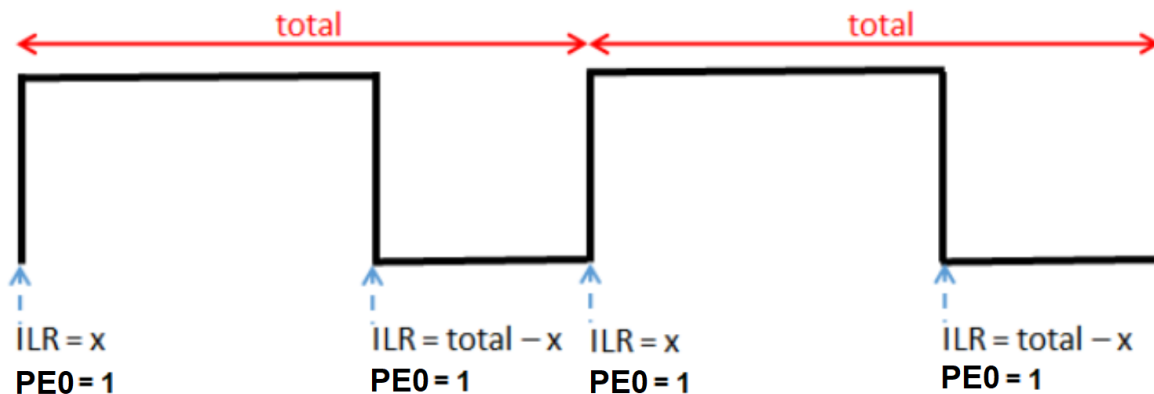 total
total
ILR = x
ILR = total – x
ILR = x
ILR = total – x
PE0 = 1
PE0 = 1
PE0 = 1
PE0 = 1